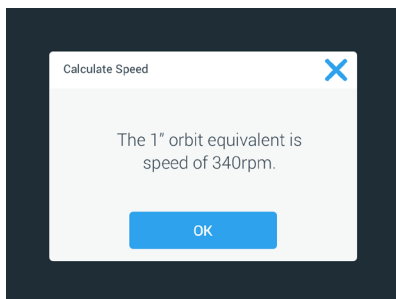 Calculate Speed
The 1” orbit equivalent is
speed of 340rpm.
OK